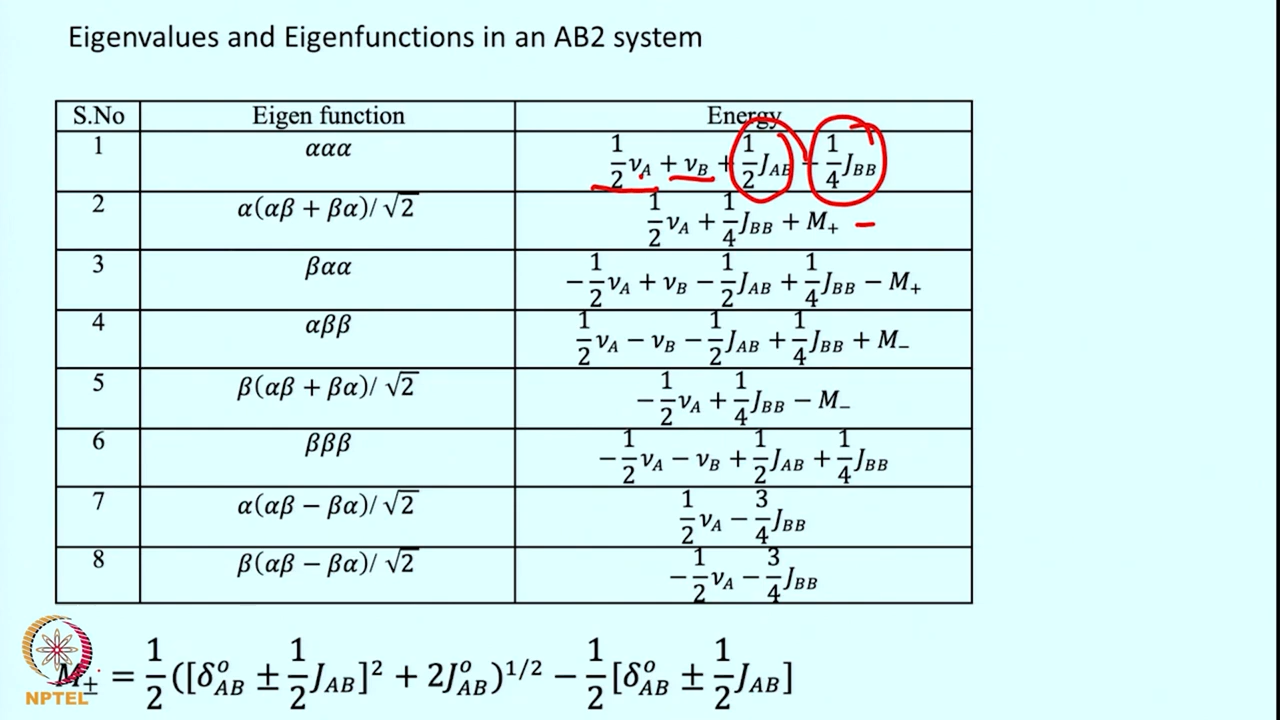 Eigenvalues and Eigenfunctions in an AB2 system
S.No Eigen function Energy
1 ααα 1/2 ν_A + ν_B + 1/2 J_AB + 1/4 J_BB
2 α(αβ + βα)/ √2 1/2 ν_A + 1/4 J_BB + M_+ –
3 βαα −1/2 ν_A + ν_B − 1/2 J_AB + 1/4 J_BB − M_+
4 αββ 1/2 ν_A − ν_B − 1/2 J_AB + 1/4 J_BB + M_−
5 β(αβ + βα)/ √2 −1/2 ν_A + 1/4 J_BB − M_−
6 βββ −1/2 ν_A − ν_B + 1/2 J_AB + 1/4 J_BB
7 α(αβ − βα)/ √2 1/2 ν_A − 3/4 J_BB
8 β(αβ − βα)/ √2 −1/2 ν_A − 3/4 J_BB
M_± = 1/2 ([δ^o_AB ± 1/2 J_AB]^2 + 2J^o_AB)^1/2 − 1/2 [δ^o_AB ± 1/2 J_AB]
NPTEL